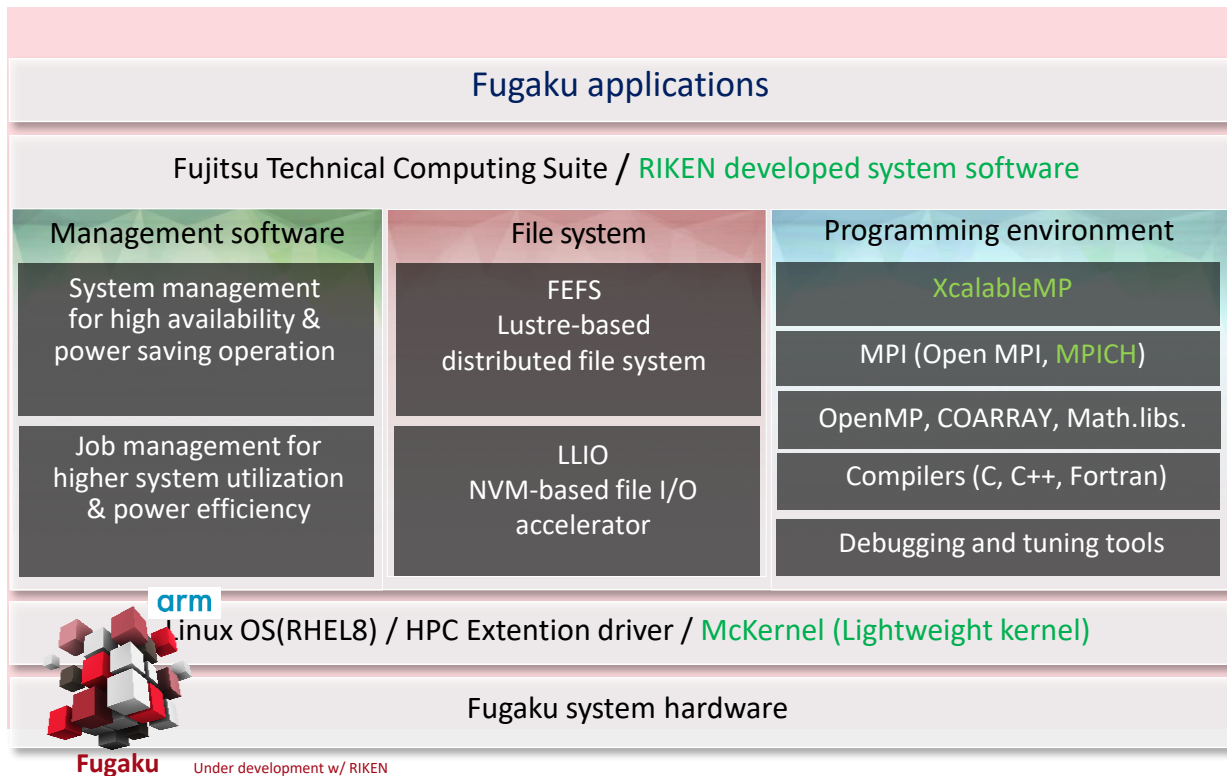 Fugaku applications
Fujitsu Technical Computing Suite / RIKEN developed system software
Management software
System management
for high availability &
power saving operation
Job management for
higher system utilization
& power efficiency
File system
FEFS
Lustre-based
distributed file system
LLIO
NVM-based file I/O
accelerator
Programming environment
XcalableMP
MPI (Open MPI, MPICH)
OpenMP, COARRAY, Math.libs.
Compilers (C, C++, Fortran)
Debugging and tuning tools
arm
Linux OS(RHEL8) / HPC Extention driver / McKernel (Lightweight kernel)
Fugaku system hardware
Fugaku
Under development w/ RIKEN